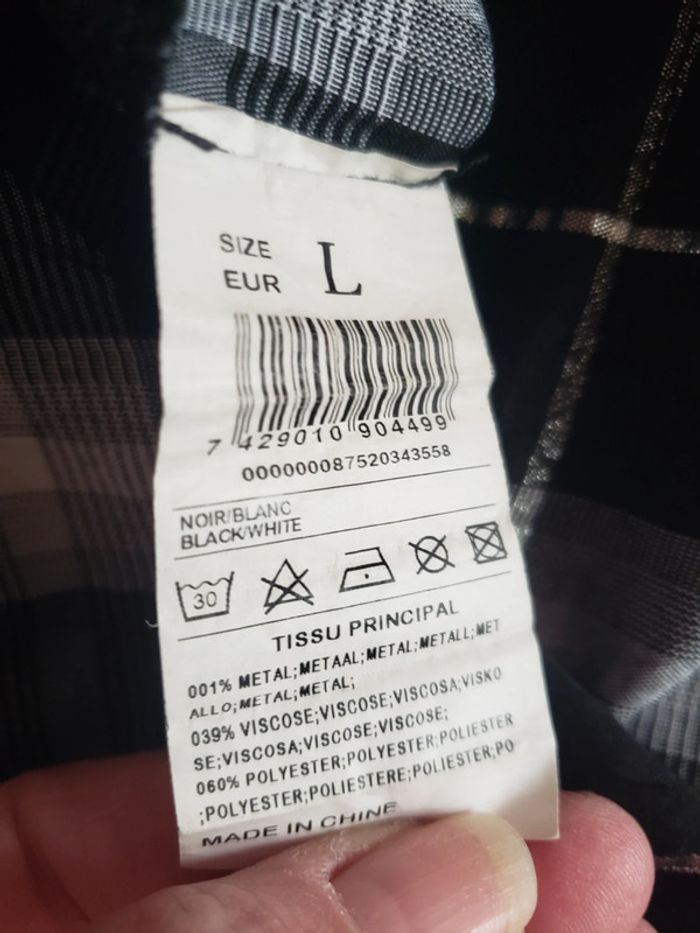 SIZE
EUR L
7 429010 904499
000000087520343558
NOIR/BLANC
BLACK/WHITE
30
TISSU PRINCIPAL
001% METAL;METAAL;METAL;METALL;MET
ALLO;METAL;METAL;
039% VISCOSE;VISCOSE;VISCOSA;VISKO
SE;VISCOSA;VISCOSE;VISCOSE;
060% POLYESTER;POLYESTER;POLIESTER
;POLYESTER;POLIESTERE;POLIESTER;PO
MADE IN CHINE